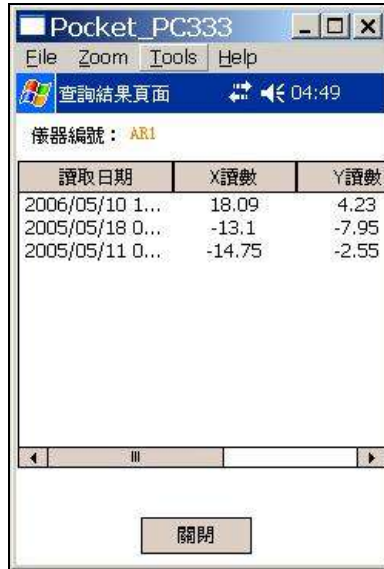 Pocket_PC333
File Zoom Tools Help
查詢結果頁面 04:49
儀器編號： AR1
讀取日期 X讀數 Y讀數
2006/05/10 1... 18.09 4.23
2005/05/18 0... -13.1 -7.95
2005/05/11 0... -14.75 -2.55
關閉